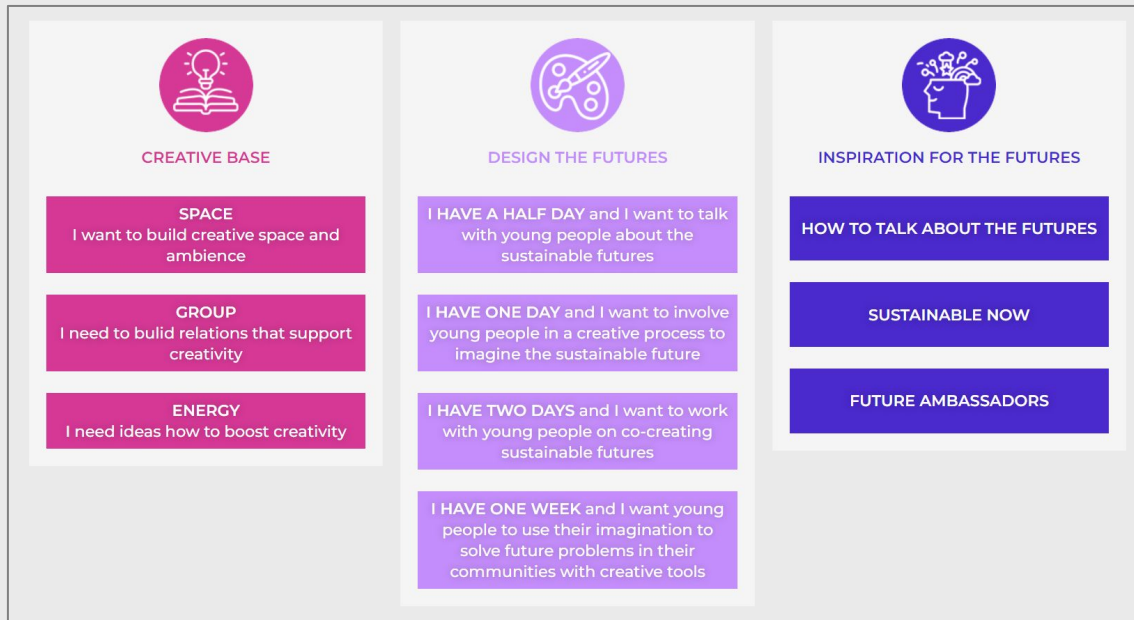 CREATIVE BASE
SPACE
I want to build creative space and
ambience
GROUP
I need to bulid relations that support
creativity
ENERGY
I need ideas how to boost creativity
DESIGN THE FUTURES
I HAVE A HALF DAY and I want to talk
with young people about the
sustainable futures
I HAVE ONE DAY and I want to involve
young people in a creative process to
imagine the sustainable future
I HAVE TWO DAYS and I want to work
with young people on co-creating
sustainable futures
I HAVE ONE WEEK and I want young
people to use their imagination to
solve future problems in their
communities with creative tools
INSPIRATION FOR THE FUTURES
HOW TO TALK ABOUT THE FUTURES
SUSTAINABLE NOW
FUTURE AMBASSADORS